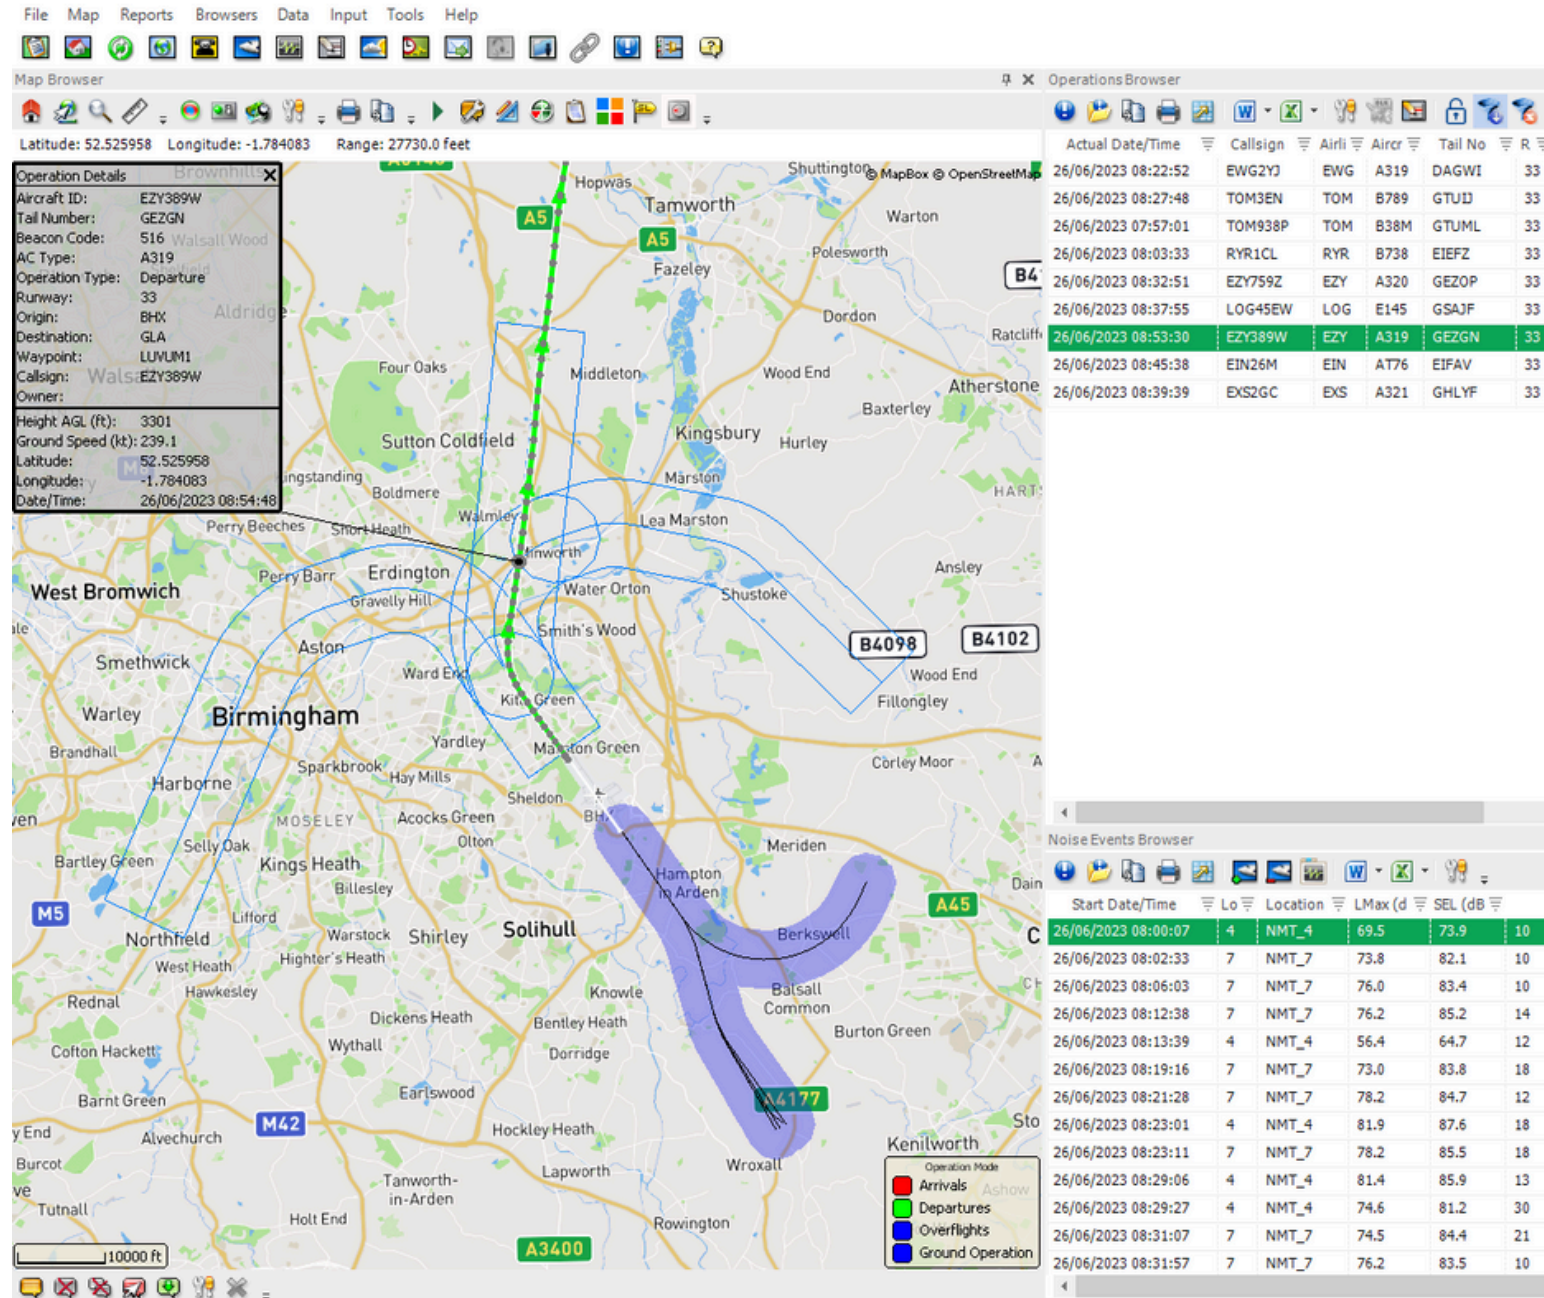 File Map Reports Browsers Data Input Tools Help
Map Browser
Latitude: 52.525958 Longitude: -1.784083 Range: 27730.0 feet
Operation Details
Aircraft ID: EZY389W
Tail Number: GEZGN
Beacon Code: 516
AC Type: A319
Operation Type: Departure
Runway: 33
Origin: BHX
Destination: GLA
Waypoint: LUVUM1
Callsign: EZY389W
Owner:
Height AGL (ft): 3301
Ground Speed (kt): 239.1
Latitude: 52.525958
Longitude: -1.784083
Date/Time: 26/06/2023 08:54:48
Brownhills
Walsall Wood
Aldridge
Shuttington
© MapBox © OpenStreetMap
Hopwas
Tamworth
A5
Warton
A5
Polesworth
Fazeley
Dordon
Ratcliff
Four Oaks
Middleton
Wood End
Atherstone
Baxterley
Sutton Coldfield
Kingsbury
Hurley
ingstanding
Marston
Boldmere
HARTS
Walmley
Perry Beeches
Short Heath
Lea Marston
Minworth
Perry Barr
Erdington
Ansley
West Bromwich
Gravelly Hill
Water Orton
Shustoke
Smith's Wood
B4098
B4102
Aston
Smethwick
Ward End
Wood End
Kitts Green
Fillongley
Warley
Birmingham
Yardley
Marston Green
Brandhall
Sparkbrook
Hay Mills
Corley Moor
Harborne
Sheldon
BHX
MOSELEY
Acocks Green
Olton
Selly Oak
Meriden
Bartley Green
Kings Heath
Hampton
in Arden
Billesley
M5
A45
Lifford
Solihull
Berkswell
Northfield
Warstock
Shirley
West Heath
Highter's Heath
Hawkesley
Knowle
Balsall
Common
Rednal
Dickens Heath
Bentley Heath
Burton Green
Cofton Hackett
Wythall
Dorridge
Barnt Green
Earlswood
A4177
M42
Alvechurch
Hockley Heath
Kenilworth
Burcot
Lapworth
Wroxall
Tanworth-
in-Arden
Tutnall
Ashow
Holt End
Rowington
A3400
10000 ft
Operation Mode
Arrivals
Departures
Overflights
Ground Operation
Operations Browser
Actual Date/Time Callsign Airli Aircr Tail No R
26/06/2023 08:22:52 EWG2YJ EWG A319 DAGWI 33
26/06/2023 08:27:48 TOM3EN TOM B789 GTUIJ 33
26/06/2023 07:57:01 TOM938P TOM B38M GTUML 33
26/06/2023 08:03:33 RYR1CL RYR B738 EIEFZ 33
26/06/2023 08:32:51 EZY759Z EZY A320 GEZOP 33
26/06/2023 08:37:55 LOG45EW LOG E145 GSAJF 33
26/06/2023 08:53:30 EZY389W EZY A319 GEZGN 33
26/06/2023 08:45:38 EIN26M EIN AT76 EIFAV 33
26/06/2023 08:39:39 EXS2GC EXS A321 GHLYF 33
Noise Events Browser
Start Date/Time Lo Location LMax (d SEL (dB
26/06/2023 08:00:07 4 NMT_4 69.5 73.9 10
26/06/2023 08:02:33 7 NMT_7 73.8 82.1 10
26/06/2023 08:06:03 7 NMT_7 76.0 83.4 10
26/06/2023 08:12:38 7 NMT_7 76.2 85.2 14
26/06/2023 08:13:39 4 NMT_4 56.4 64.7 12
26/06/2023 08:19:16 7 NMT_7 73.0 83.8 18
26/06/2023 08:21:28 7 NMT_7 78.2 84.7 12
26/06/2023 08:23:01 4 NMT_4 81.9 87.6 18
26/06/2023 08:23:11 7 NMT_7 78.2 85.5 18
26/06/2023 08:29:06 4 NMT_4 81.4 85.9 13
26/06/2023 08:29:27 4 NMT_4 74.6 81.2 30
26/06/2023 08:31:07 7 NMT_7 74.5 84.4 21
26/06/2023 08:31:57 7 NMT_7 76.2 83.5 10